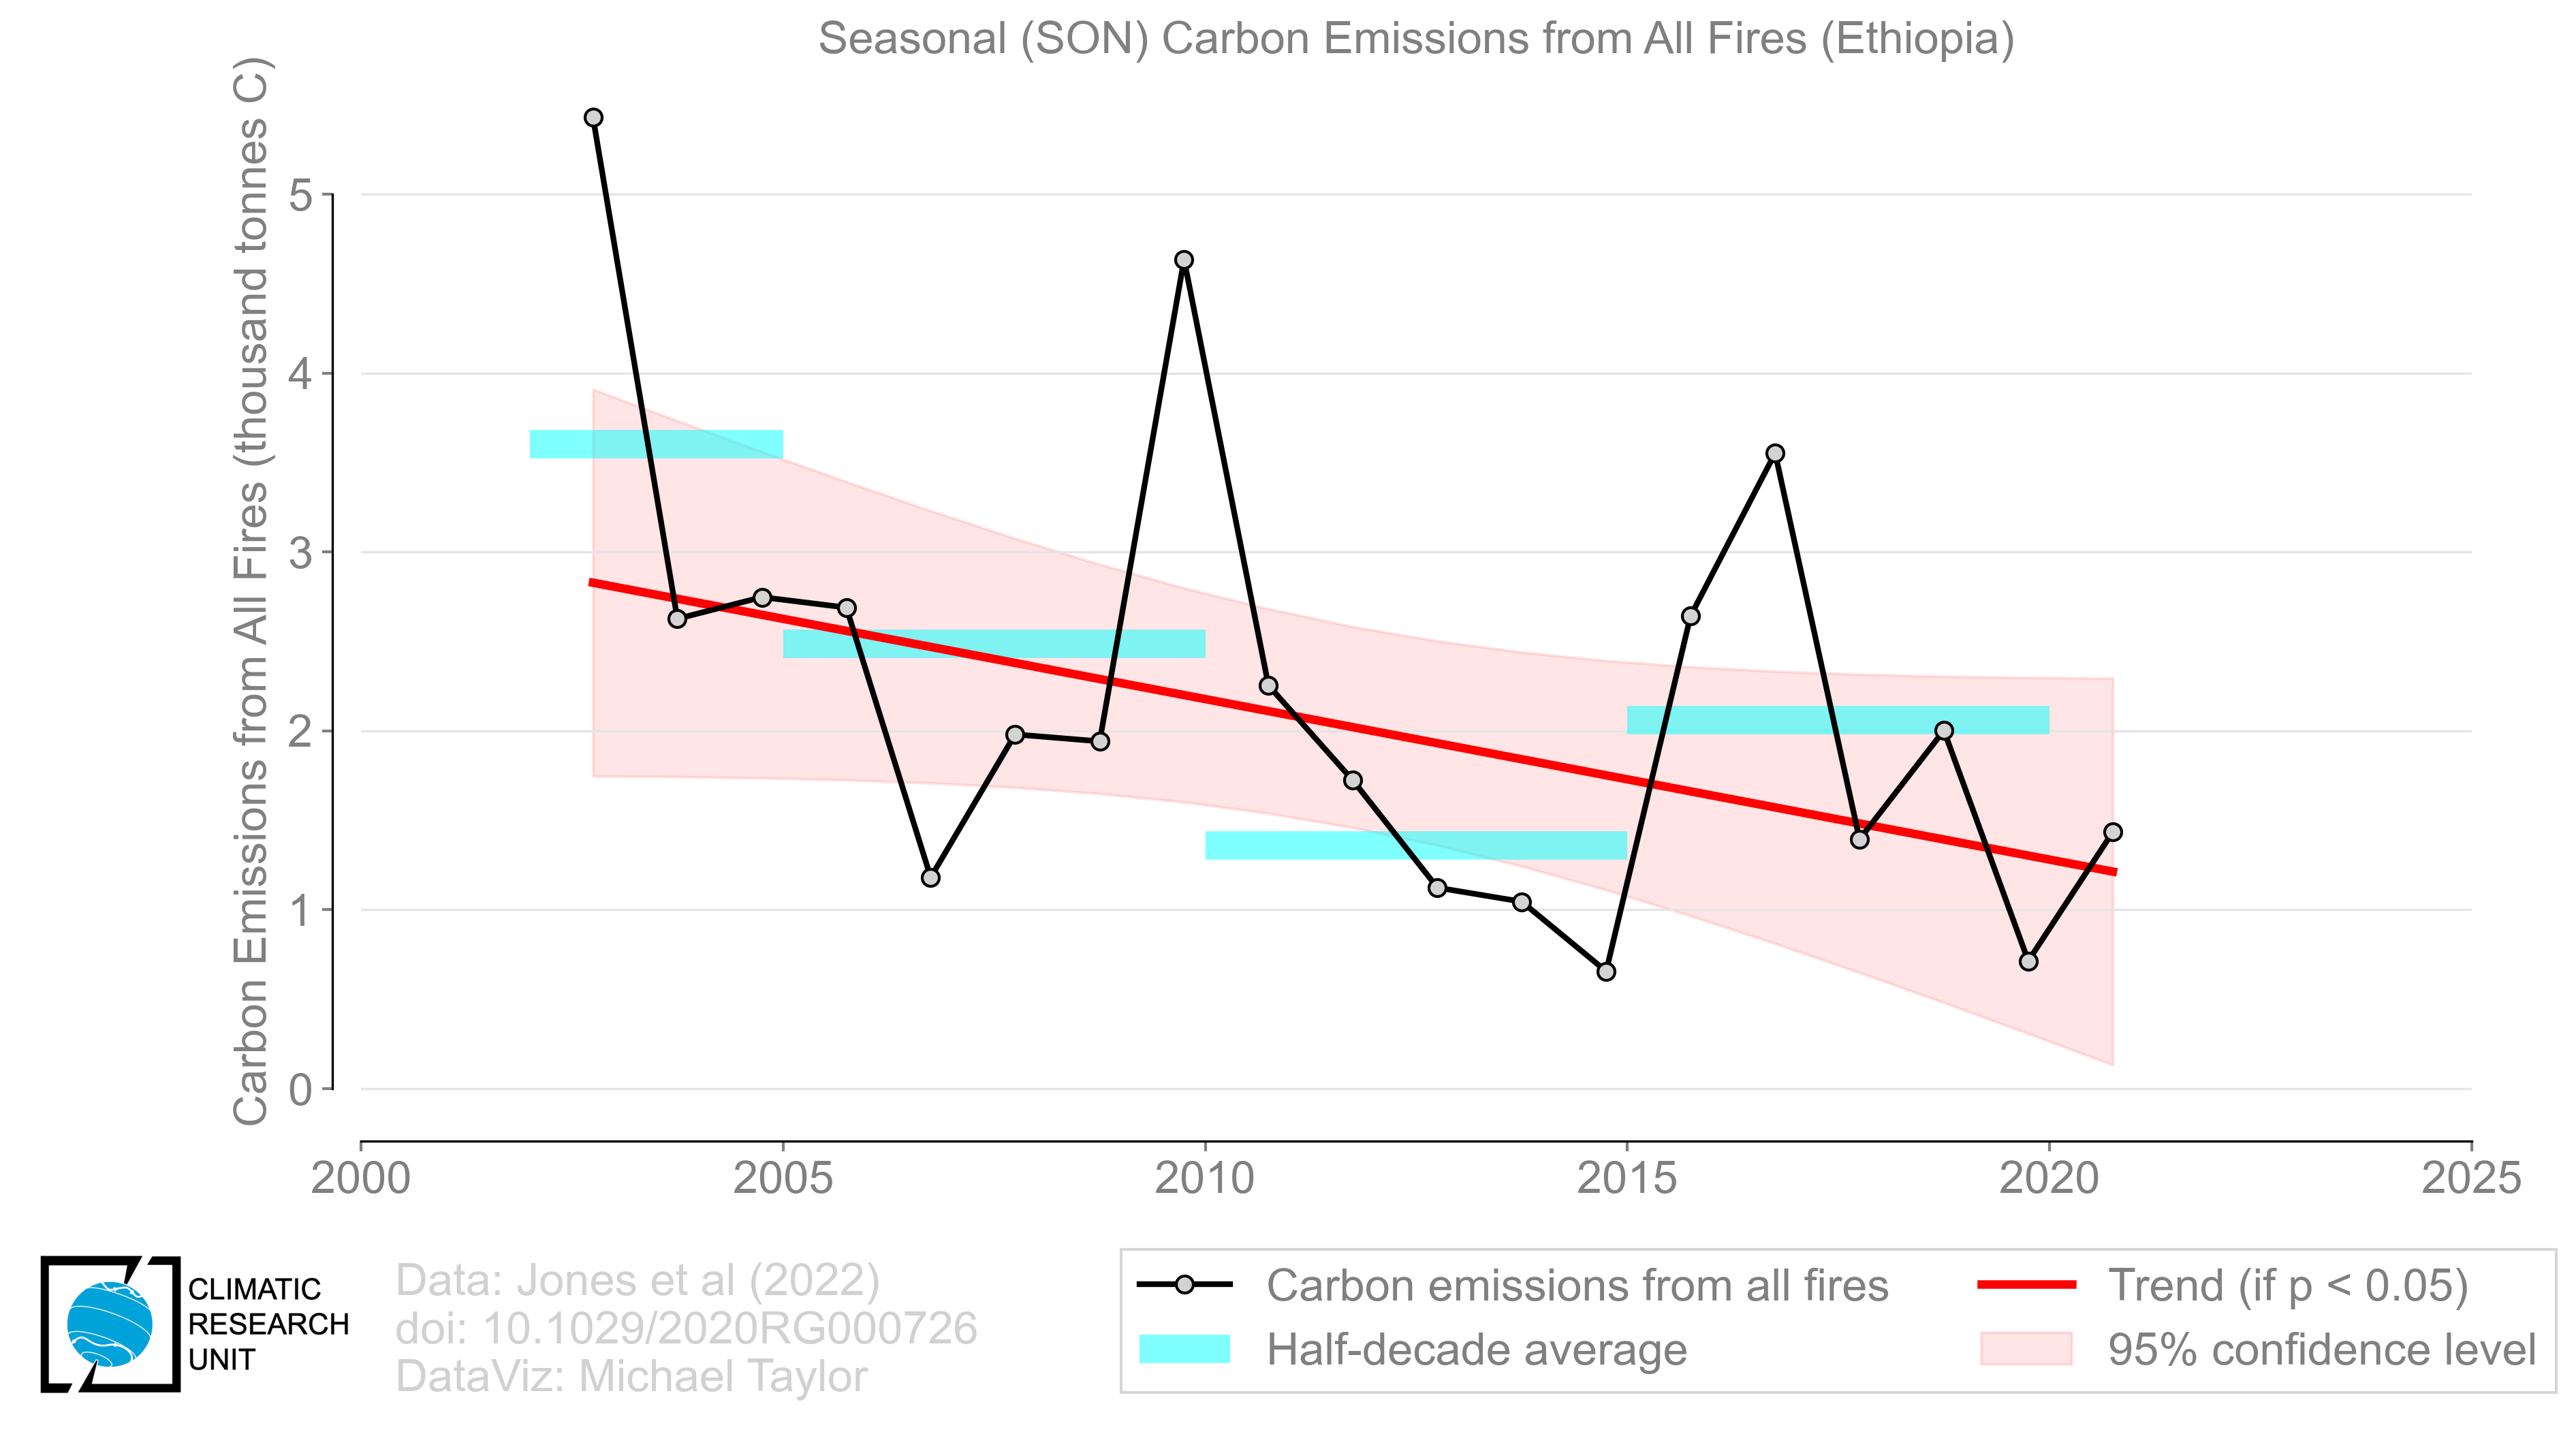 Seasonal (SON) Carbon Emissions from All Fires (Ethiopia)
Carbon Emissions from All Fires (thousand tonnes C)
5
4
3
2
1
0
2000 2005 2010 2015 2020 2025
CLIMATIC
RESEARCH
UNIT
Data: Jones et al (2022)
doi: 10.1029/2020RG000726
DataViz: Michael Taylor
Carbon emissions from all fires
Half-decade average
Trend (if p < 0.05)
95% confidence level